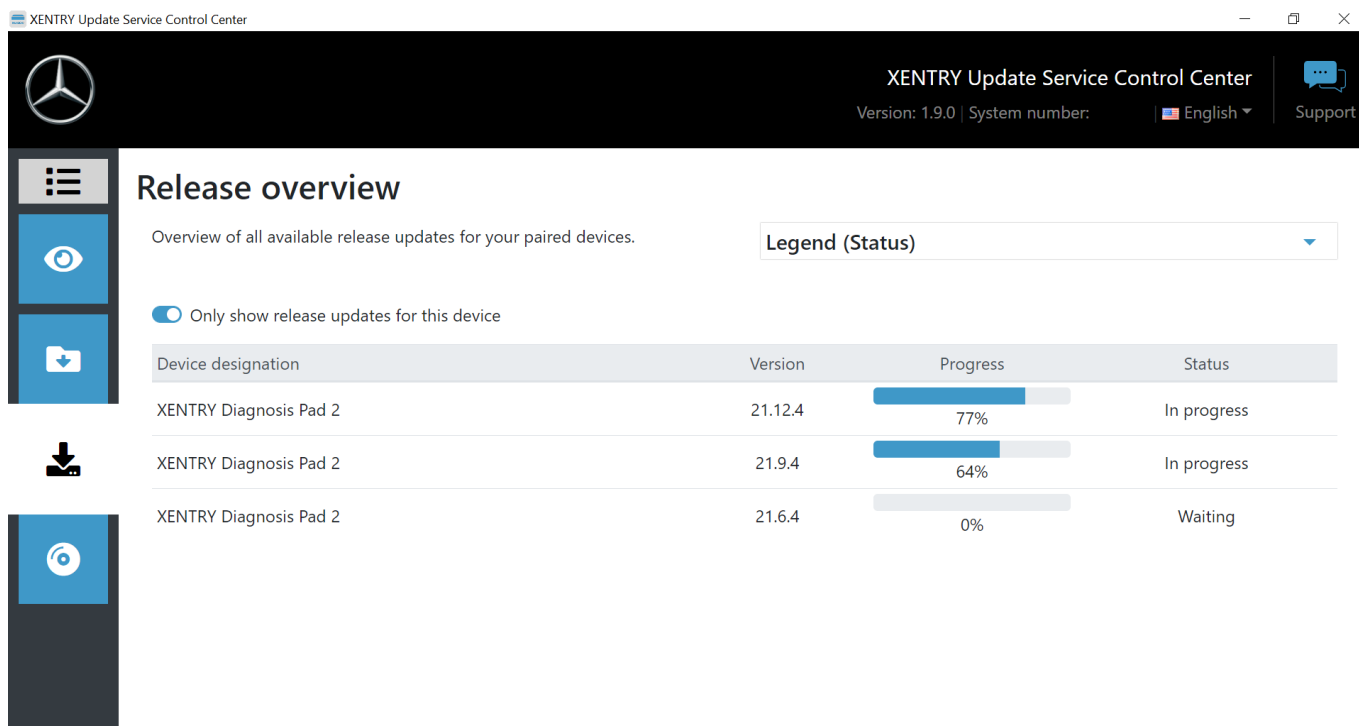 XENTRY Update Service Control Center
XENTRY Update Service Control Center
Version: 1.9.0 | System number: | English
Support
Release overview
Overview of all available release updates for your paired devices.
Legend (Status)
Only show release updates for this device
Device designation Version Progress Status
XENTRY Diagnosis Pad 2 21.12.4 77% In progress
XENTRY Diagnosis Pad 2 21.9.4 64% In progress
XENTRY Diagnosis Pad 2 21.6.4 0% Waiting